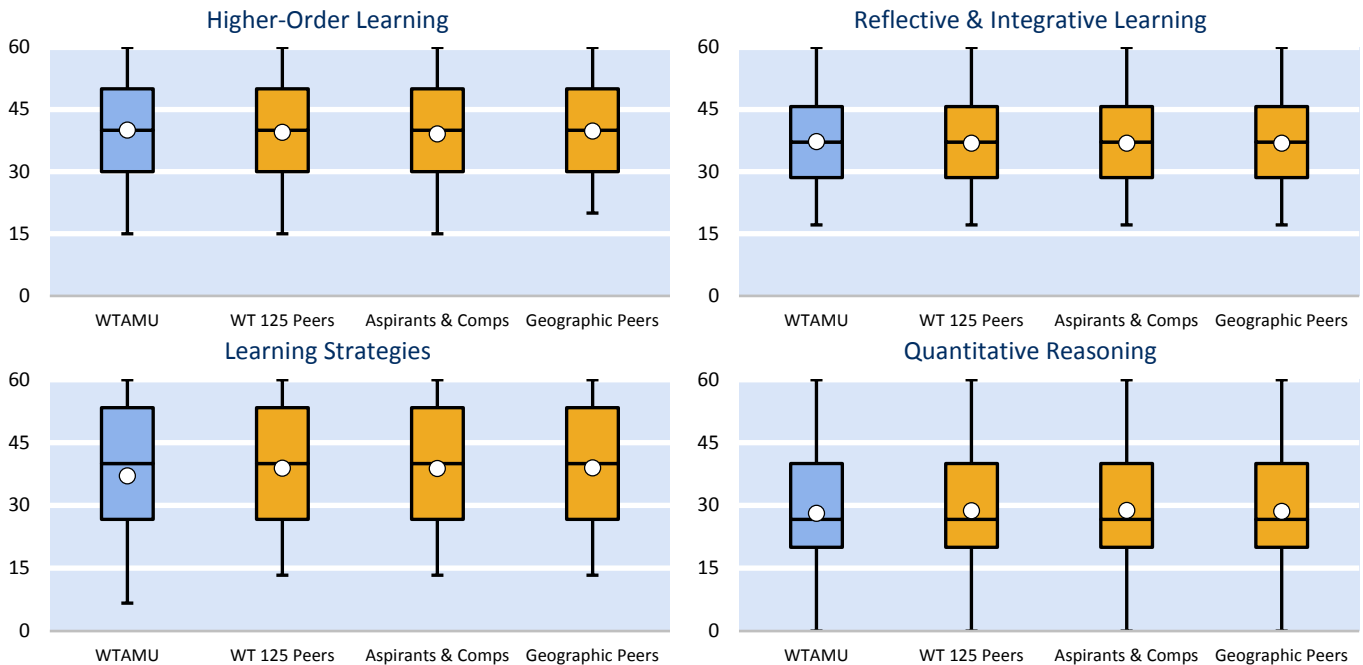 Higher-Order Learning
60
45
30
15
0
WTAMU WT 125 Peers Aspirants & Comps Geographic Peers
Reflective & Integrative Learning
60
45
30
15
0
WTAMU WT 125 Peers Aspirants & Comps Geographic Peers
Learning Strategies
60
45
30
15
0
WTAMU WT 125 Peers Aspirants & Comps Geographic Peers
Quantitative Reasoning
60
45
30
15
0
WTAMU WT 125 Peers Aspirants & Comps Geographic Peers